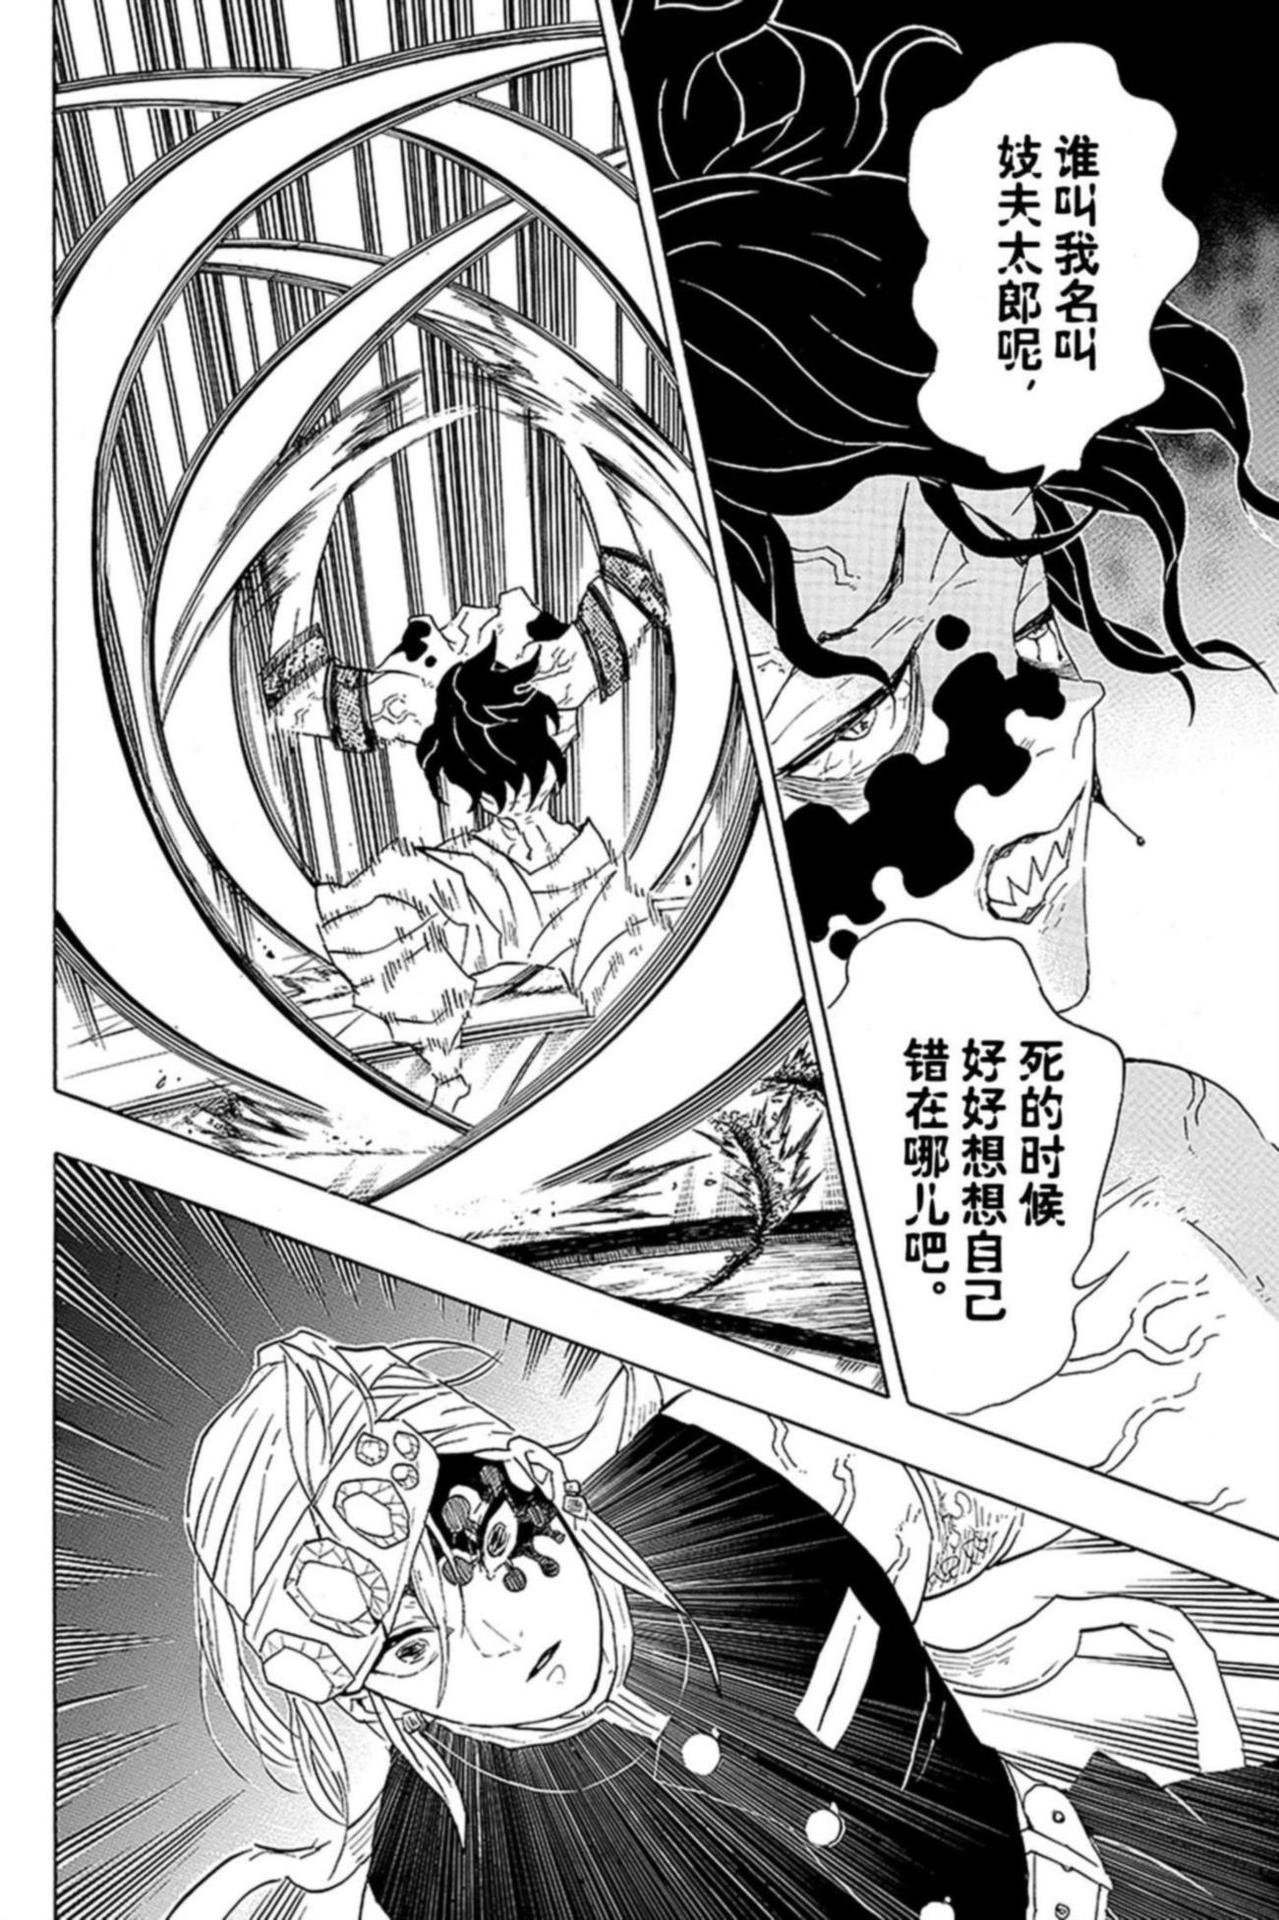 谁叫我名叫
妓夫太郎呢，
死的时候
好好想想自己
错在哪儿吧。